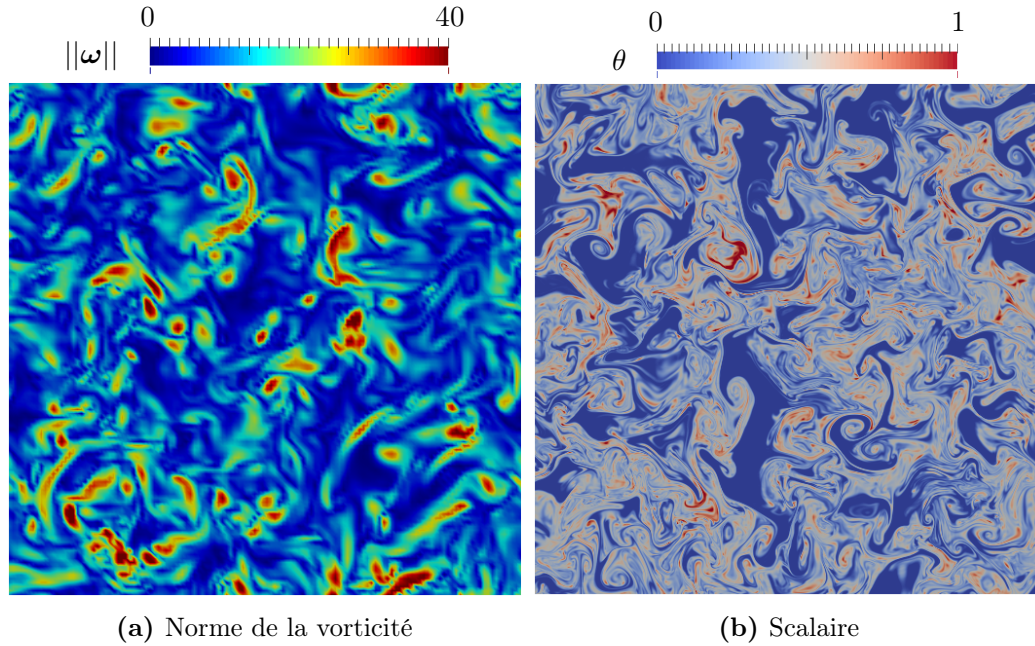 0 40
||ω||
0 1
θ
(a) Norme de la vorticité
(b) Scalaire